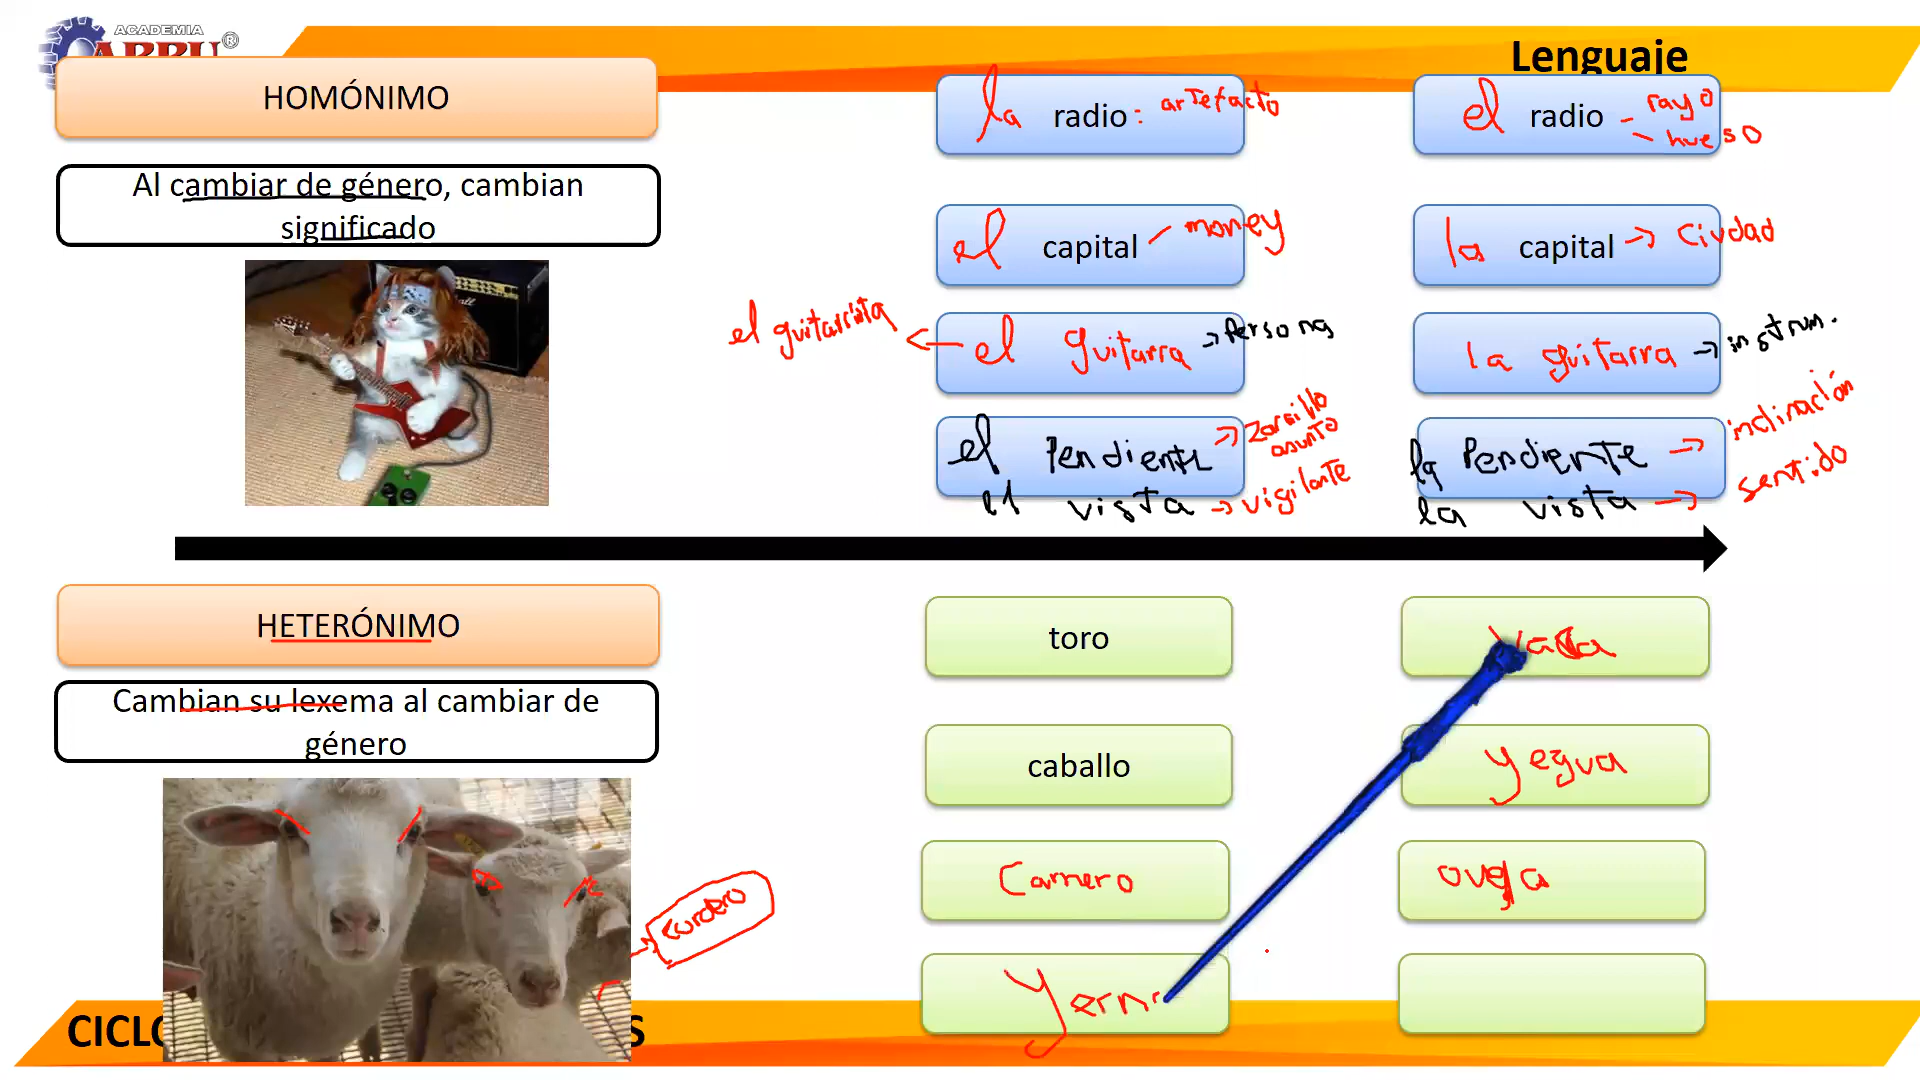 ACADEMIA
Lenguaje
HOMÓNIMO
la radio : artefacto
el radio - rayo
- hueso
Al cambiar de género, cambian
significado
el capital - money
la capital → Ciudad
el guitarrista ← el guitarra → Persona
la guitarra → instrum.
el Pendiente → Zarcillo
asunto
la Pendiente → inclinación
el vista → vigilante
la vista → sentido
HETERÓNIMO
toro
vaca
Cambian su lexema al cambiar de
género
caballo
yegua
Carnero
oveja
Cordero
Yern
CICLO
S